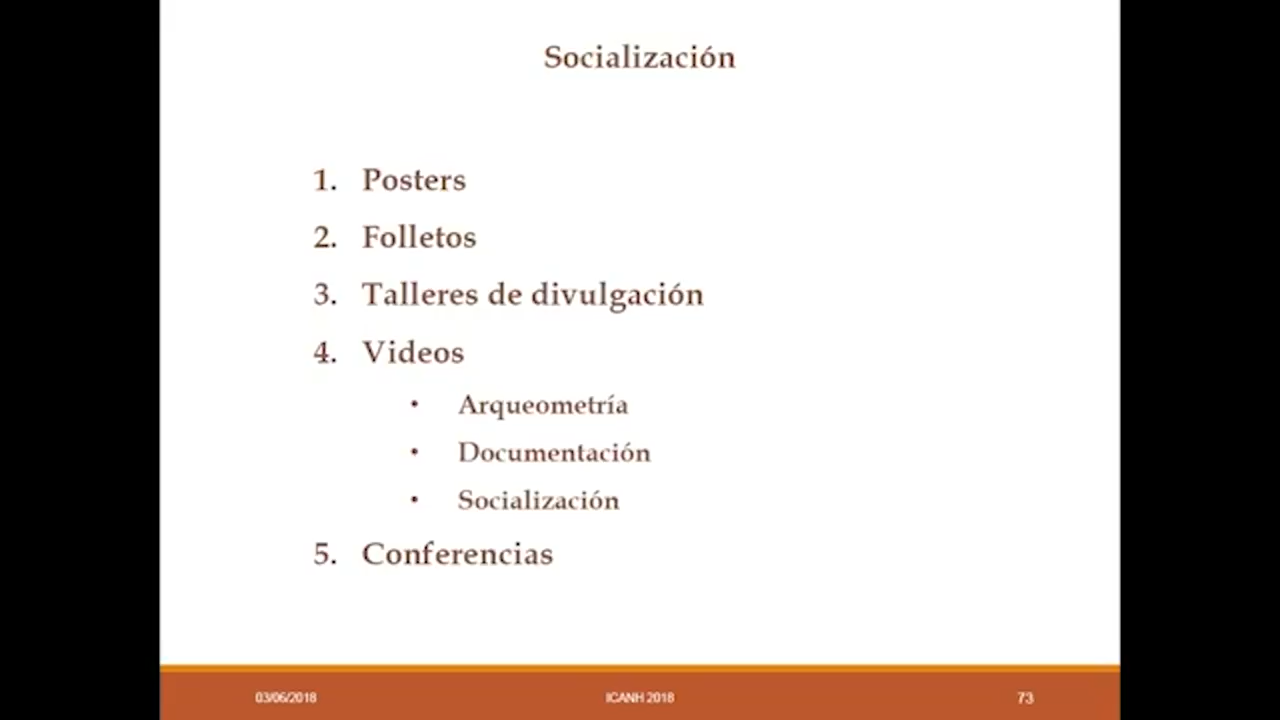 Socialización
1. Posters
2. Folletos
3. Talleres de divulgación
4. Videos
• Arqueometría
• Documentación
• Socialización
5. Conferencias
03/06/2018 ICANH 2018 73